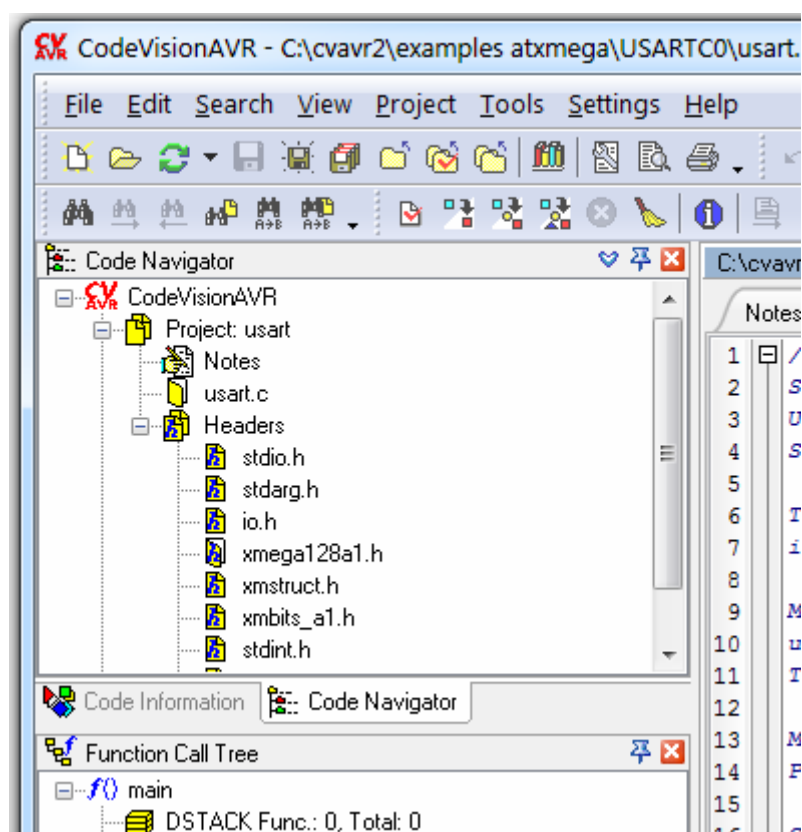 CodeVisionAVR - C:\cvavr2\examples atxmega\USARTC0\usart.
File Edit Search View Project Tools Settings Help
Code Navigator
CodeVisionAVR
Project: usart
Notes
usart.c
Headers
stdio.h
stdarg.h
io.h
xmega128a1.h
xmstruct.h
xmbits_a1.h
stdint.h
Code Information Code Navigator
Function Call Tree
f() main
DSTACK Func.: 0, Total: 0
C:\cvavr
Notes
1 /
2 S
3 U
4 S
5
6 T
7 i
8
9 M
10 u
11 T
12
13 M
14 F
15
16